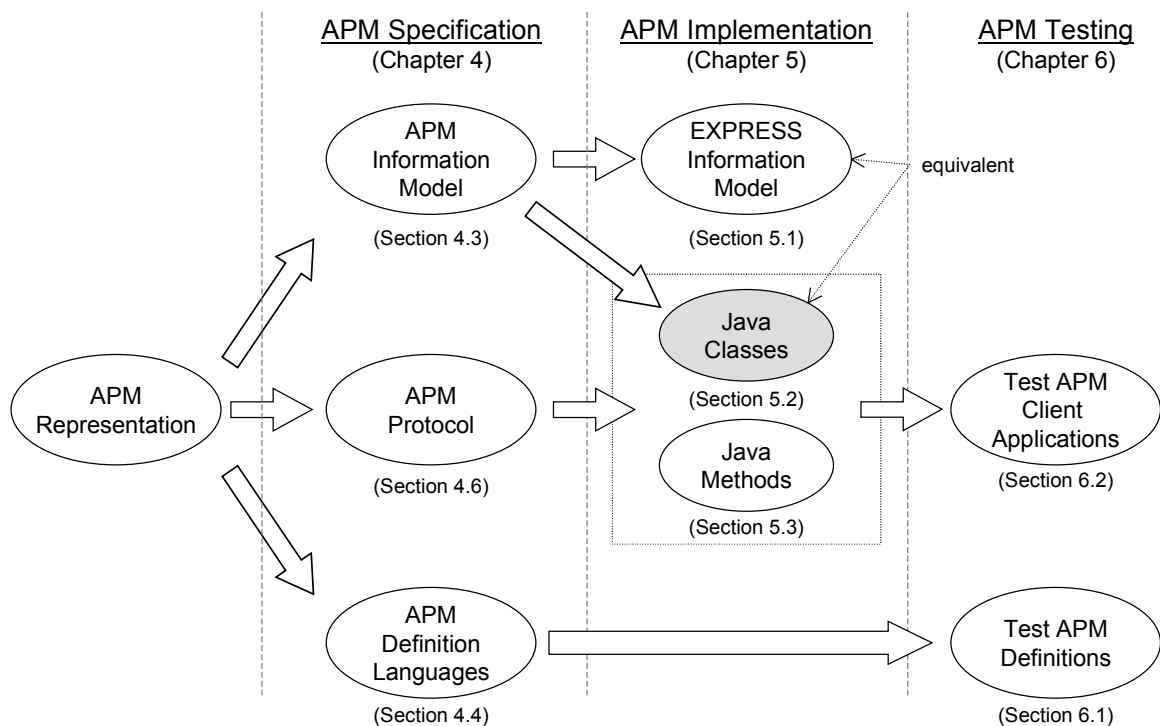 APM Specification
(Chapter 4)
APM Implementation
(Chapter 5)
APM Testing
(Chapter 6)
APM
Representation
APM
Information
Model
(Section 4.3)
EXPRESS
Information
Model
(Section 5.1)
equivalent
APM
Protocol
(Section 4.6)
Java
Classes
(Section 5.2)
Java
Methods
(Section 5.3)
Test APM
Client
Applications
(Section 6.2)
APM
Definition
Languages
(Section 4.4)
Test APM
Definitions
(Section 6.1)